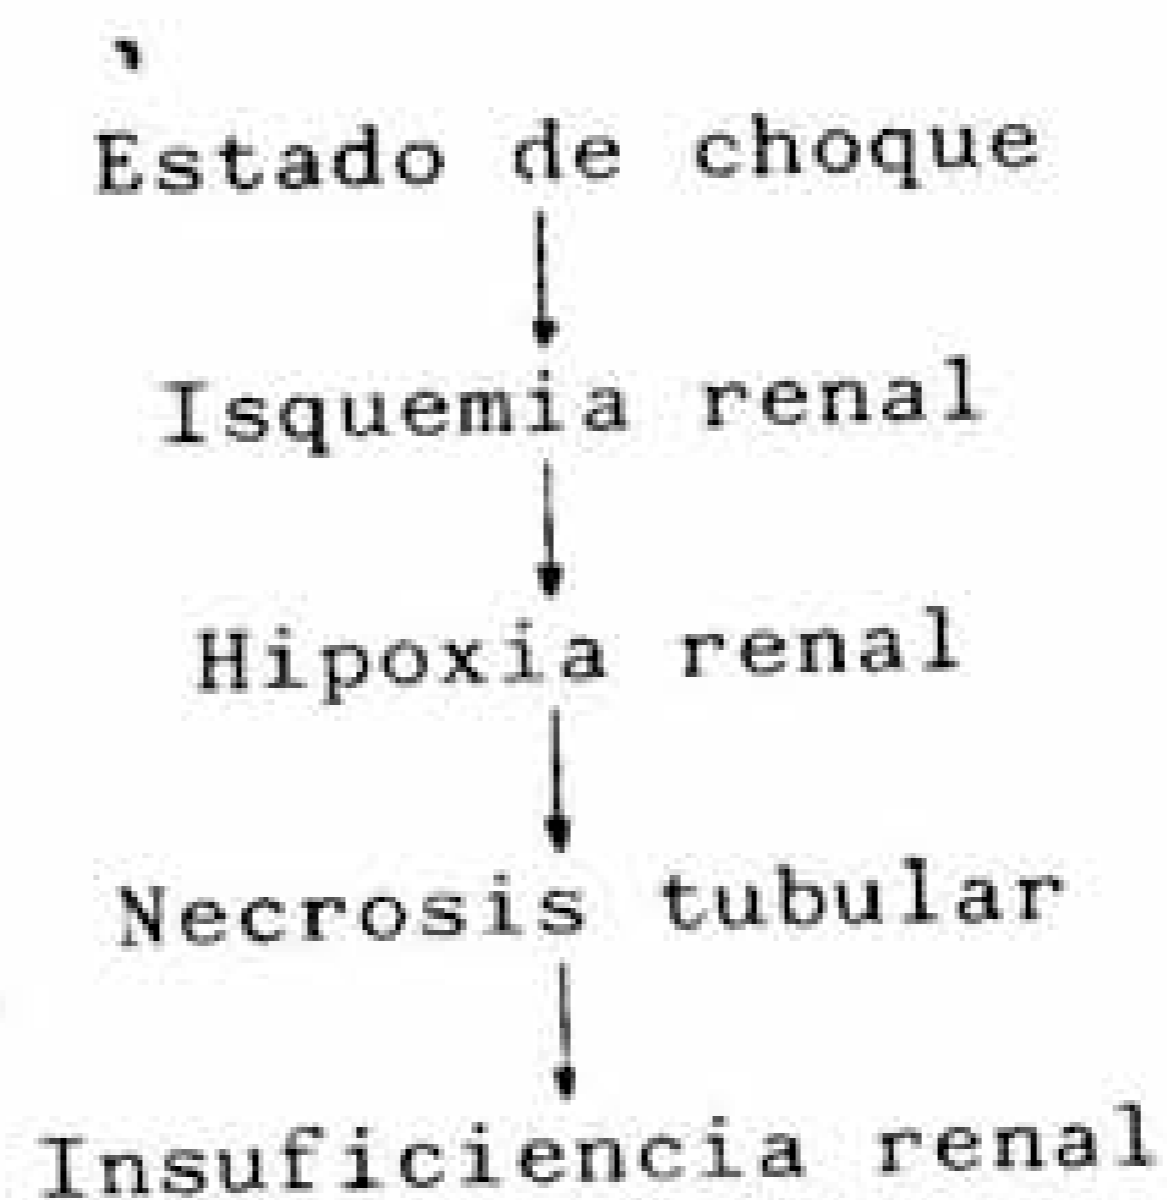 Estado de choque
Isquemia renal
Hipoxia renal
Necrosis tubular
Insuficiencia renal